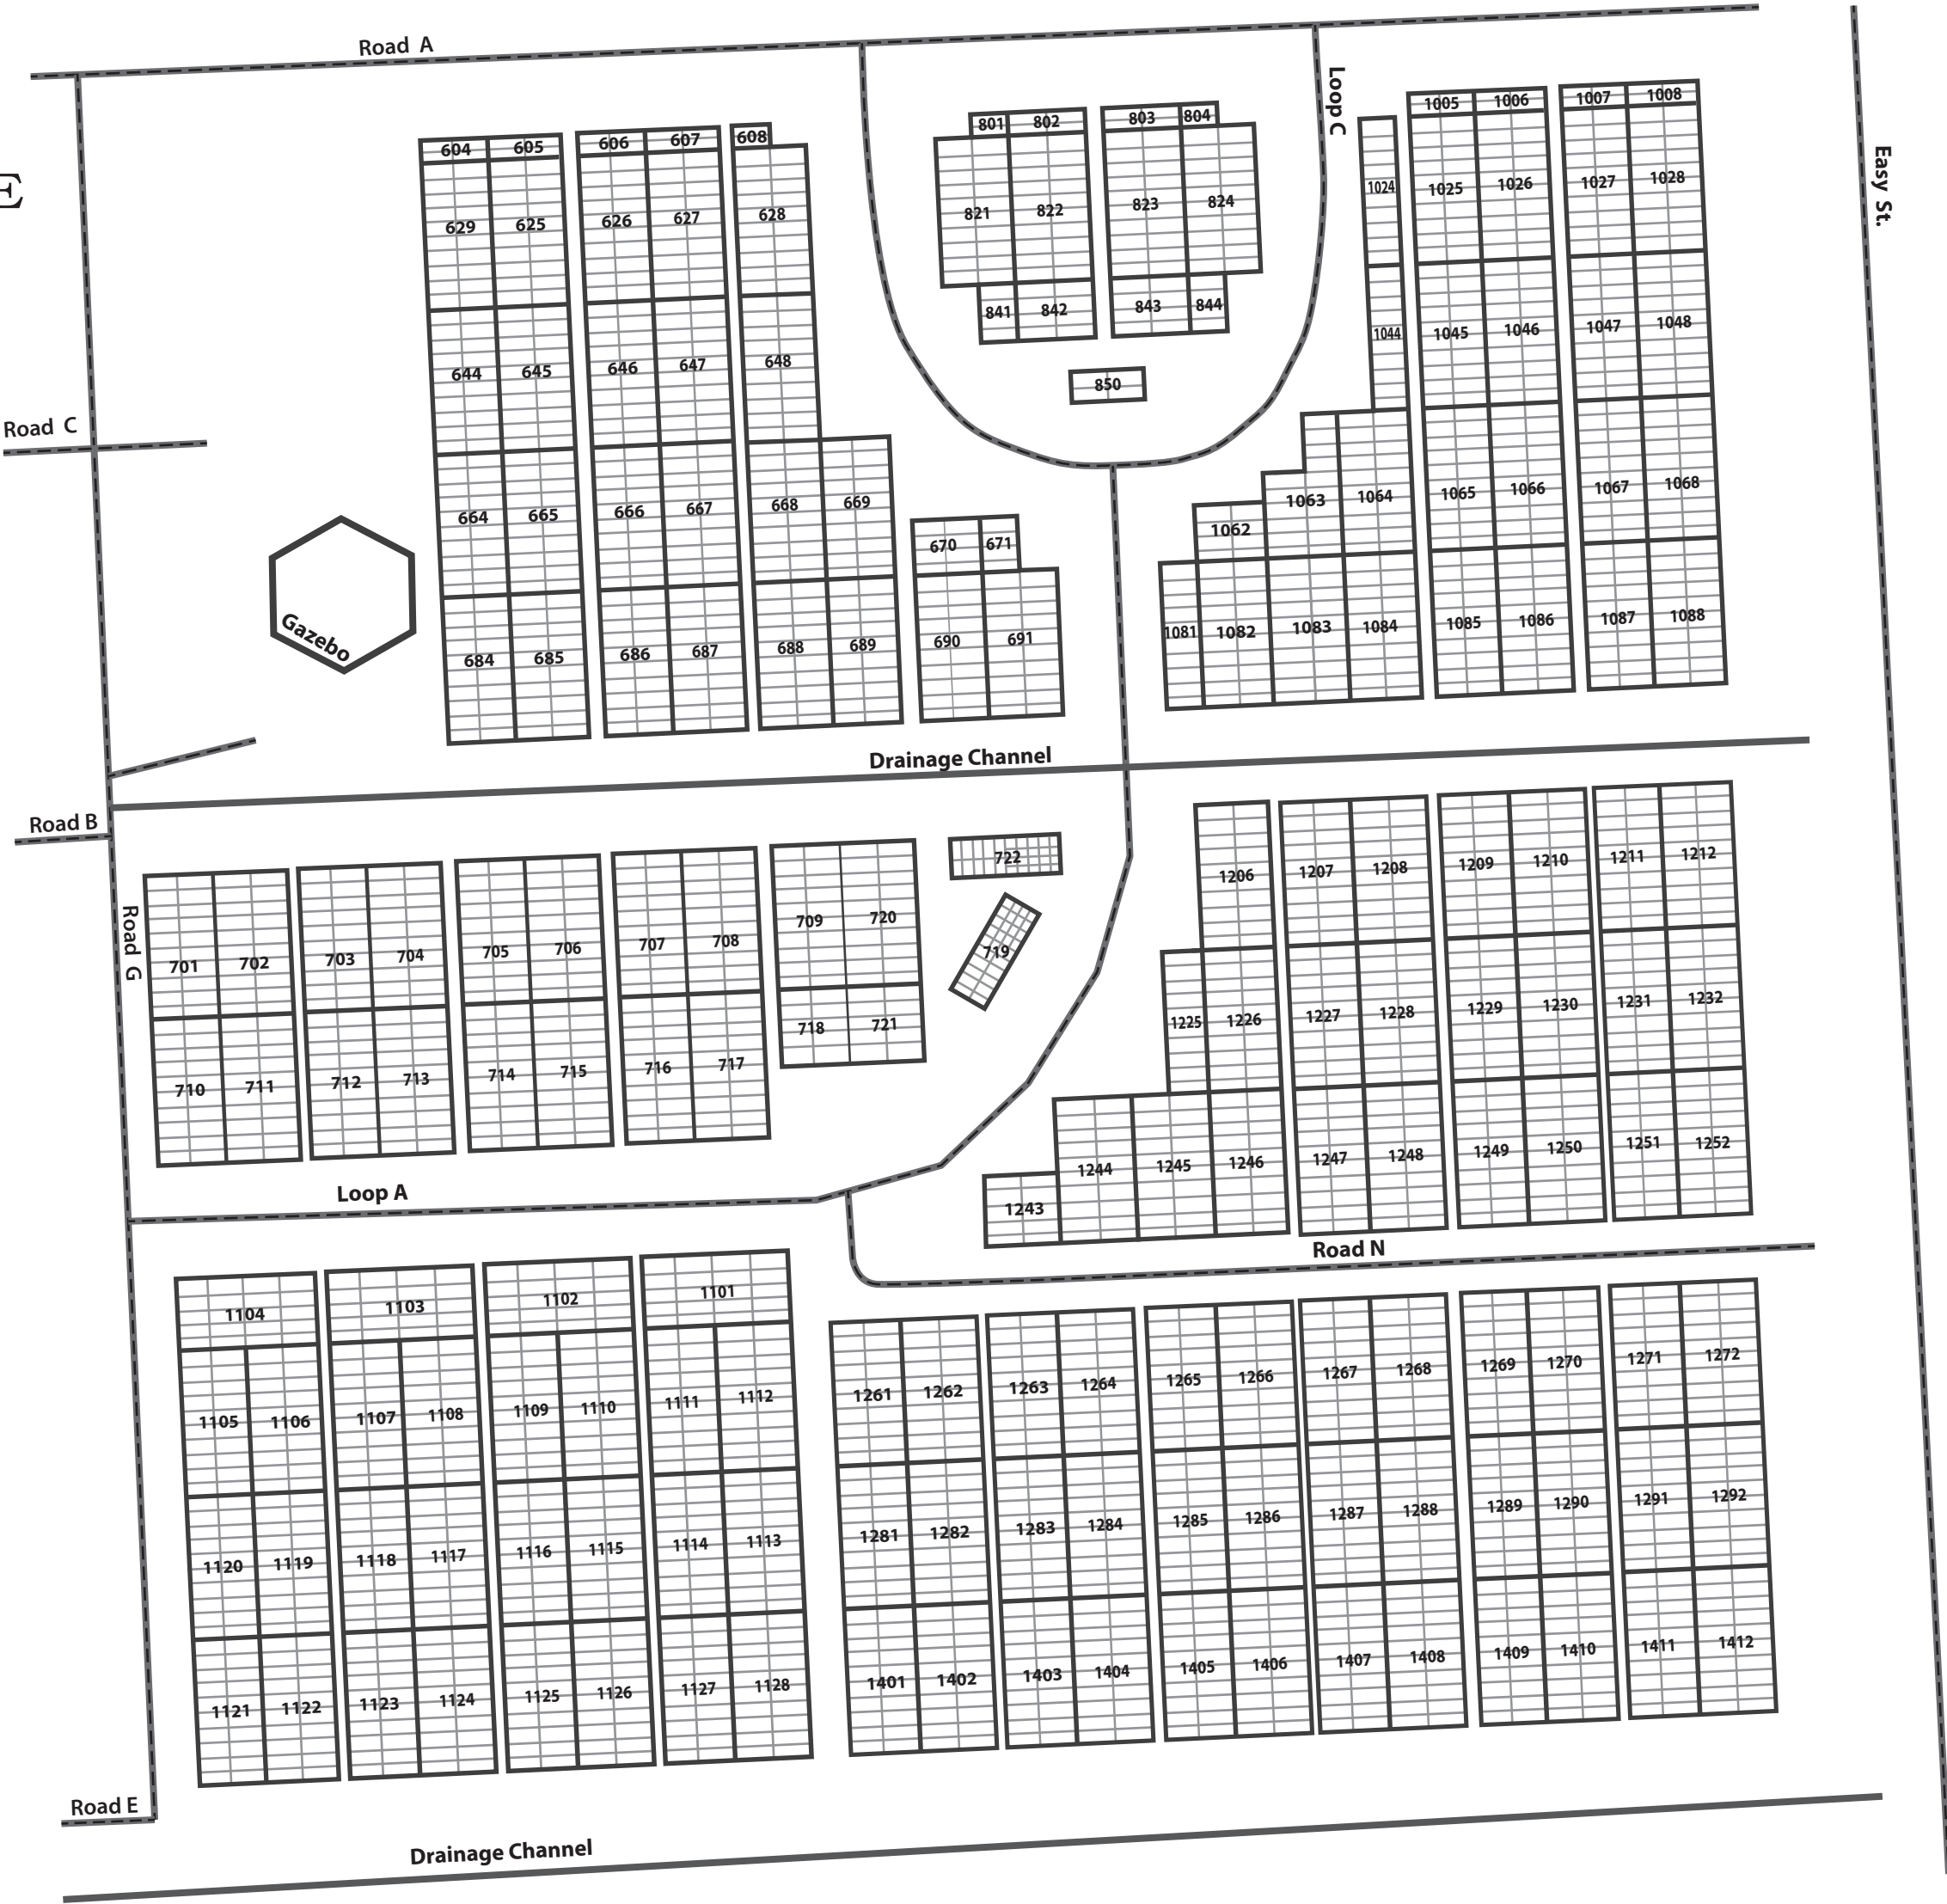 Road A
E
Loop C
Easy St.
604 605 606 607 608
801 802 803 804
1005 1006 1007 1008
629 625 626 627 628
821 822 823 824
1024 1025 1026 1027 1028
644 645 646 647 648
841 842 843 844
1044 1045 1046 1047 1048
850
Road C
664 665 666 667 668 669
670 671
1062 1063 1064 1065 1066 1067 1068
Gazebo
684 685 686 687 688 689 690 691
1081 1082 1083 1084 1085 1086 1087 1088
Drainage Channel
Road B
Road G
701 702 703 704 705 706 707 708 709 720
722
719
1206 1207 1208 1209 1210 1211 1212
710 711 712 713 714 715 716 717 718 721
1225 1226 1227 1228 1229 1230 1231 1232
1243 1244 1245 1246 1247 1248 1249 1250 1251 1252
Loop A
Road N
1104 1103 1102 1101
1105 1106 1107 1108 1109 1110 1111 1112
1261 1262 1263 1264 1265 1266 1267 1268 1269 1270 1271 1272
1120 1119 1118 1117 1116 1115 1114 1113
1281 1282 1283 1284 1285 1286 1287 1288 1289 1290 1291 1292
1121 1122 1123 1124 1125 1126 1127 1128
1401 1402 1403 1404 1405 1406 1407 1408 1409 1410 1411 1412
Road E
Drainage Channel